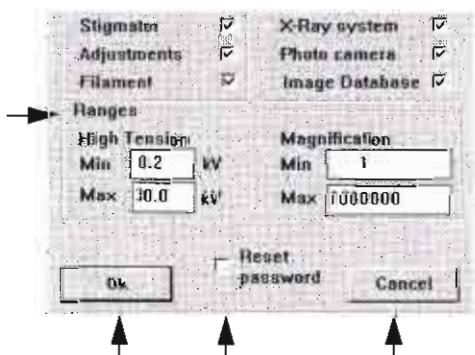 Stigmator X-Ray system
Adjustments Photo camera
Filament Image Database
Ranges
High Tension Magnification
Min 0.2 kV Min 1
Max 30.0 kV Max 1000000
Reset
password
Ok Cancel